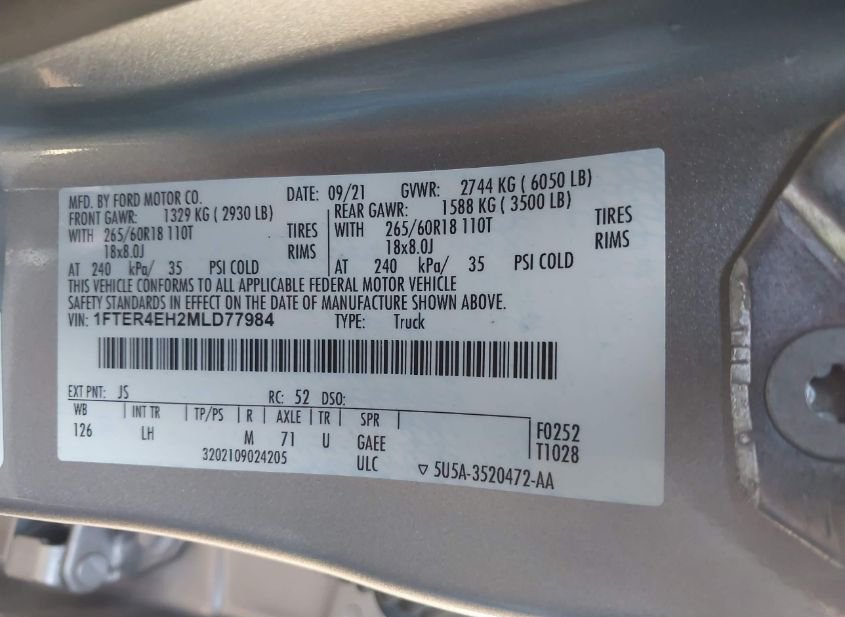 MFD. BY FORD MOTOR CO. DATE: 09/21 GVWR: 2744 KG ( 6050 LB)
FRONT GAWR: 1329 KG ( 2930 LB) REAR GAWR: 1588 KG ( 3500 LB)
WITH 265/60R18 110T TIRES WITH 265/60R18 110T TIRES
18x8.0J RIMS 18x8.0J RIMS
AT 240 kPa/ 35 PSI COLD AT 240 kPa/ 35 PSI COLD
THIS VEHICLE CONFORMS TO ALL APPLICABLE FEDERAL MOTOR VEHICLE
SAFETY STANDARDS IN EFFECT ON THE DATE OF MANUFACTURE SHOWN ABOVE.
VIN: 1FTER4EH2MLD77984 TYPE: Truck
EXT PNT: JS RC: 52 DSO:
WB INT TR TP/PS R AXLE TR SPR
126 LH M 71 U GAEE F0252
3202109024205 ULC T1028
▽ 5U5A-3520472-AA